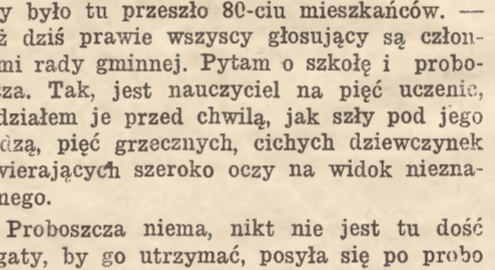 y było tu przeszło 80-ciu mieszkańców. —
ż dziś prawie wszyscy głosujący są człon-
mi rady gminnej. Pytam o szkołę i probo-
za. Tak, jest nauczyciel na pięć uczenic,
działem je przed chwilą, jak szły pod jego
dzą, pięć grzecznych, cichych dziewczynek
wierających szeroko oczy na widok niezna-
nego.
Proboszcza niema, nikt nie jest tu dość
gaty, by go utrzymać, posyła się po probo